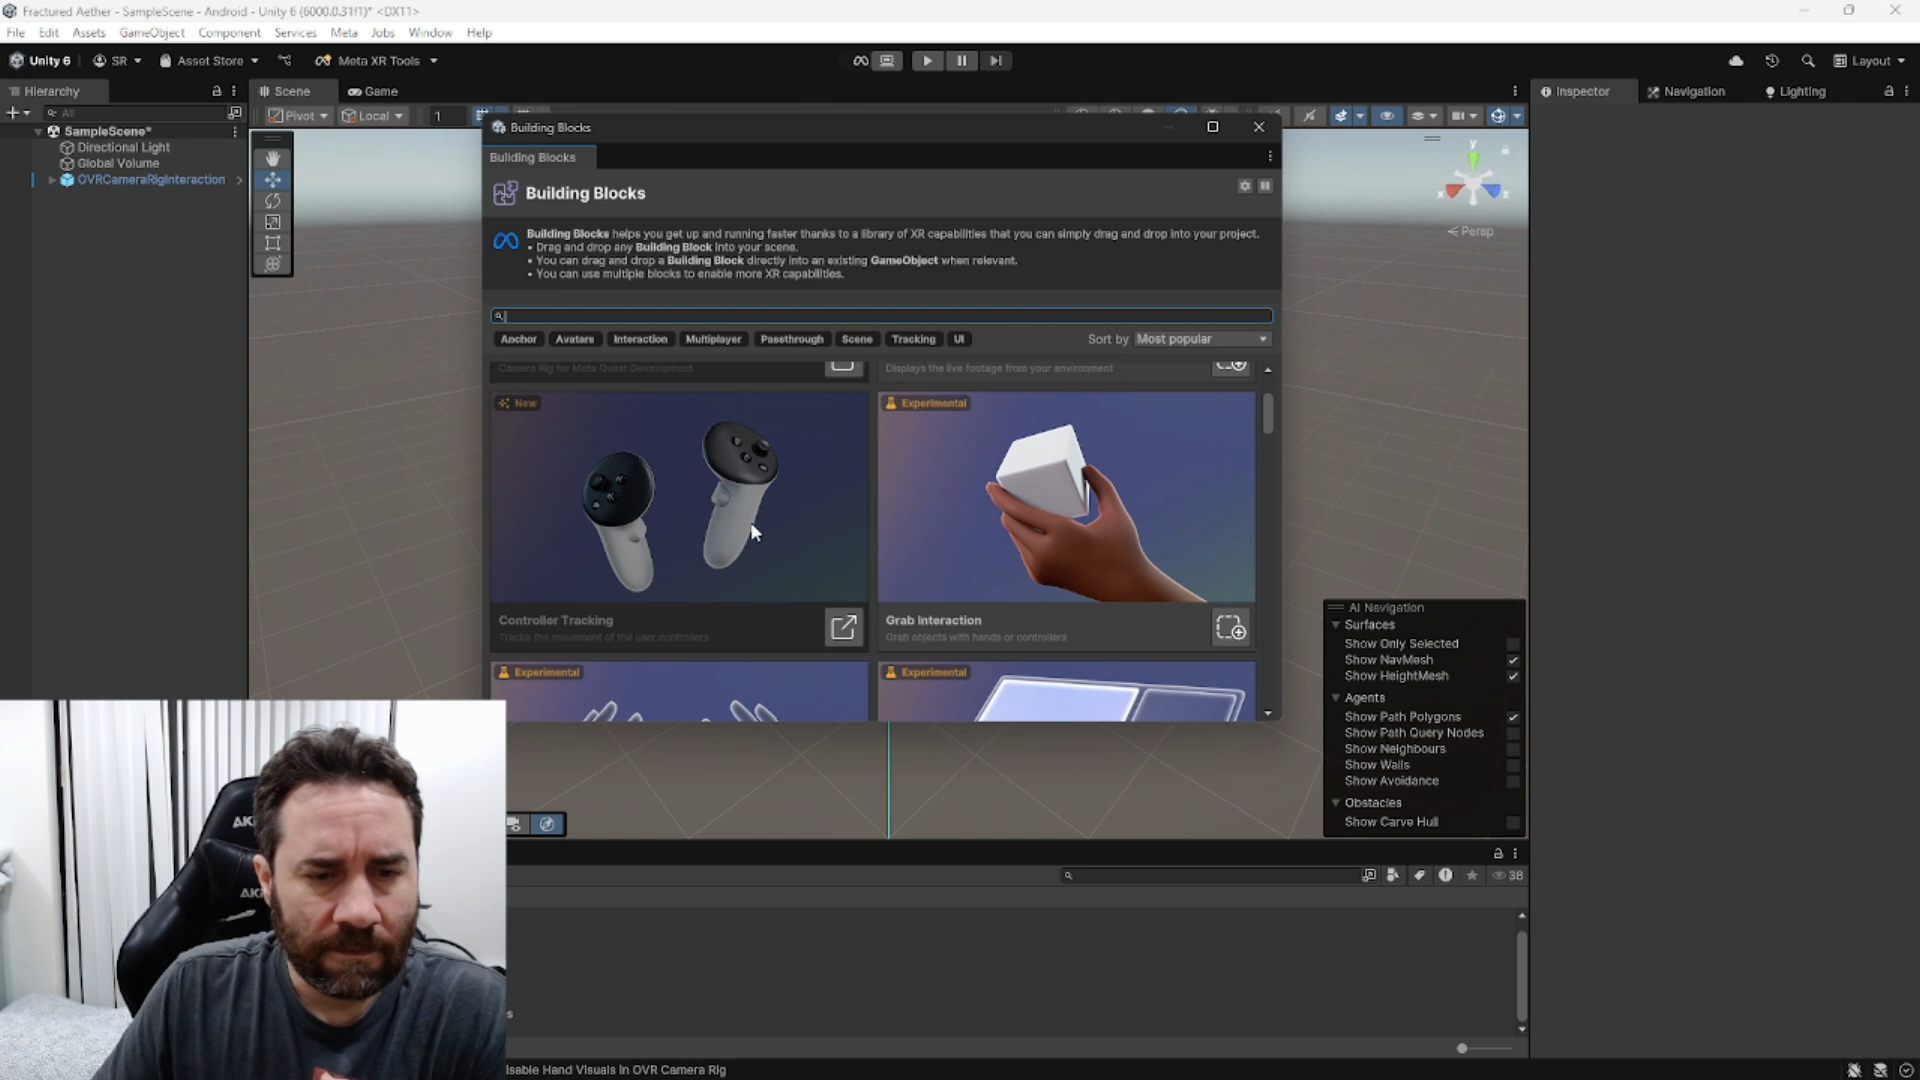 Fractured Aether - SampleScene - Android - Unity 6 (6000.0.31f1)* <DX11>
File Edit Assets GameObject Component Services Meta Jobs Window Help
Unity 6 SR Asset Store Meta XR Tools Layout
Hierarchy Scene Game Inspector Navigation Lighting
All Pivot Local 1
SampleScene*
Directional Light
Global Volume
OVRCameraRigInteraction
Building Blocks
Building Blocks
Building Blocks
Building Blocks helps you get up and running faster thanks to a library of XR capabilities that you can simply drag and drop into your project.
• Drag and drop any Building Block into your scene.
• You can drag and drop a Building Block directly into an existing GameObject when relevant.
• You can use multiple blocks to enable more XR capabilities.
Anchor Avatars Interaction Multiplayer Passthrough Scene Tracking UI Sort by Most popular
Camera Rig for Meta Quest Development Displays the live footage from your environment
New Experimental
Controller Tracking Grab Interaction
Tracks the movement of the user controllers Grab objects with hands or controllers
Experimental Experimental
y
x
Persp
AI Navigation
Surfaces
Show Only Selected
Show NavMesh
Show HeightMesh
Agents
Show Path Polygons
Show Path Query Nodes
Show Neighbours
Show Walls
Show Avoidance
Obstacles
Show Carve Hull
38
s
isable Hand Visuals in OVR Camera Rig